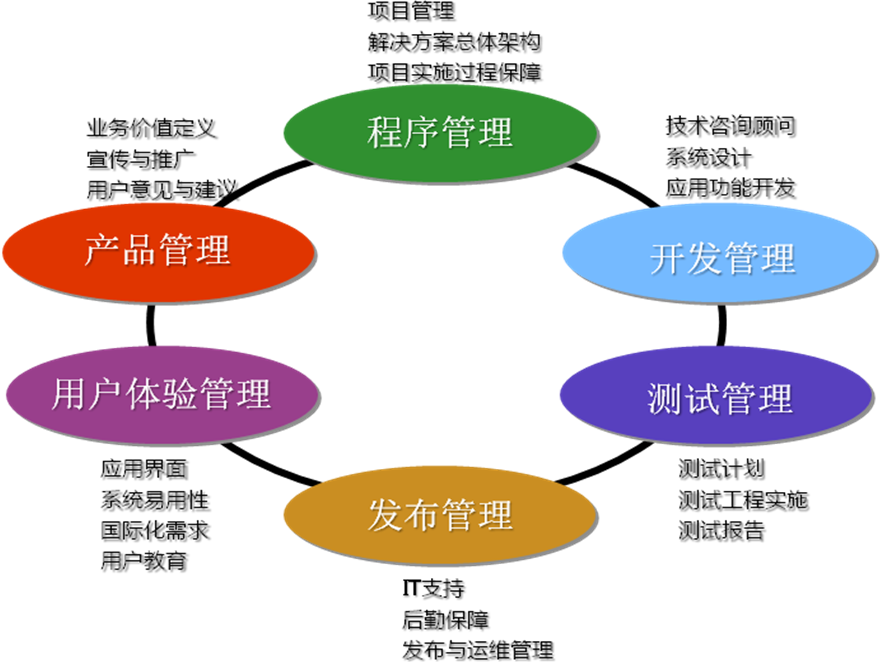 项目管理
解决方案总体架构
项目实施过程保障
程序管理
业务价值定义
宣传与推广
用户意见与建议
产品管理
技术咨询顾问
系统设计
应用功能开发
开发管理
用户体验管理
应用界面
系统易用性
国际化需求
用户教育
测试管理
测试计划
测试工程实施
测试报告
发布管理
IT支持
后勤保障
发布与运维管理